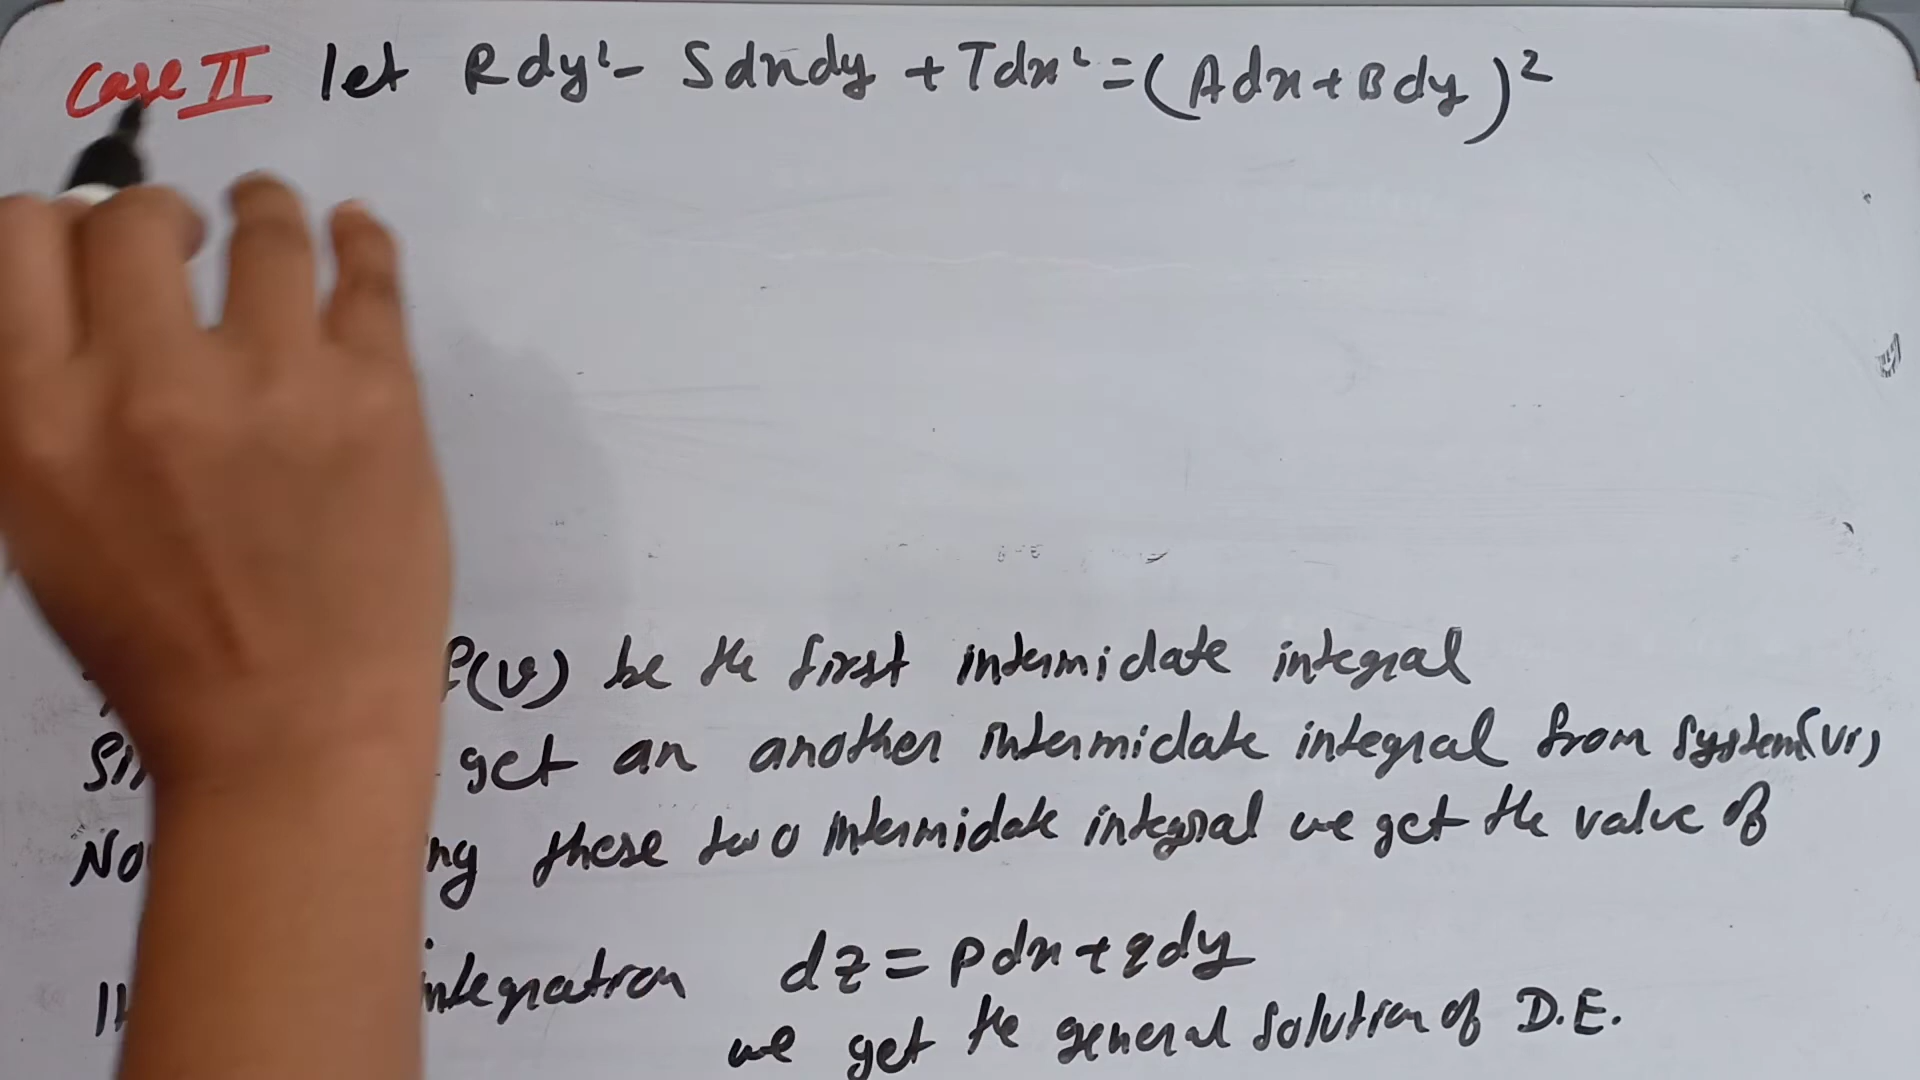 Case II let Rdy² - Sdxdy + Tdx² = (Adx + Bdy)²
f(v) be the first intermidate integral
get an another intermidate integral from system(VI)
these two intermidate integral we get the value of
integration dz = pdx + qdy
we get the general solution of D.E.